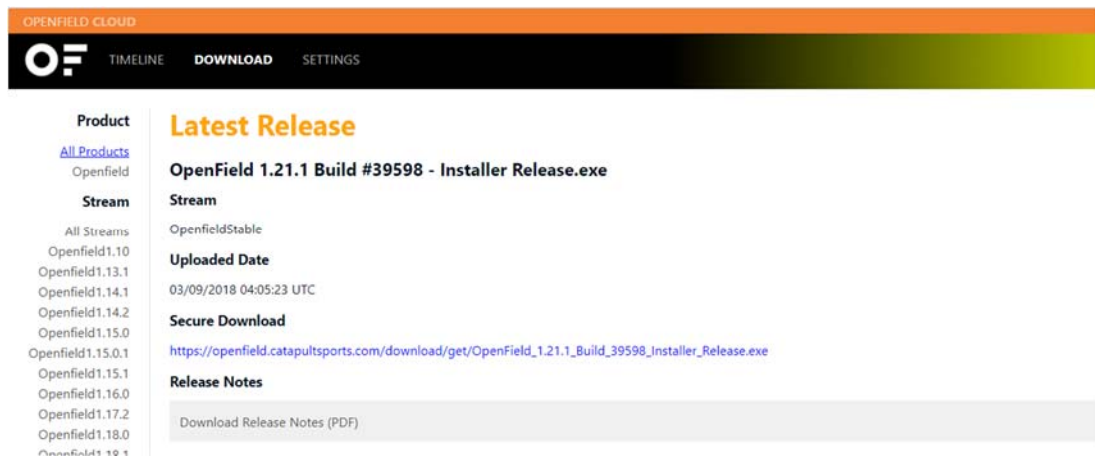 OPENFIELD CLOUD
OF TIMELINE DOWNLOAD SETTINGS
Product
All Products
Openfield
Stream
All Streams
Openfield1.10
Openfield1.13.1
Openfield1.14.1
Openfield1.14.2
Openfield1.15.0
Openfield1.15.0.1
Openfield1.15.1
Openfield1.16.0
Openfield1.17.2
Openfield1.18.0
Openfield1.18.1
Latest Release
OpenField 1.21.1 Build #39598 - Installer Release.exe
Stream
OpenfieldStable
Uploaded Date
03/09/2018 04:05:23 UTC
Secure Download
https://openfield.catapultsports.com/download/get/OpenField_1.21.1_Build_39598_Installer_Release.exe
Release Notes
Download Release Notes (PDF)